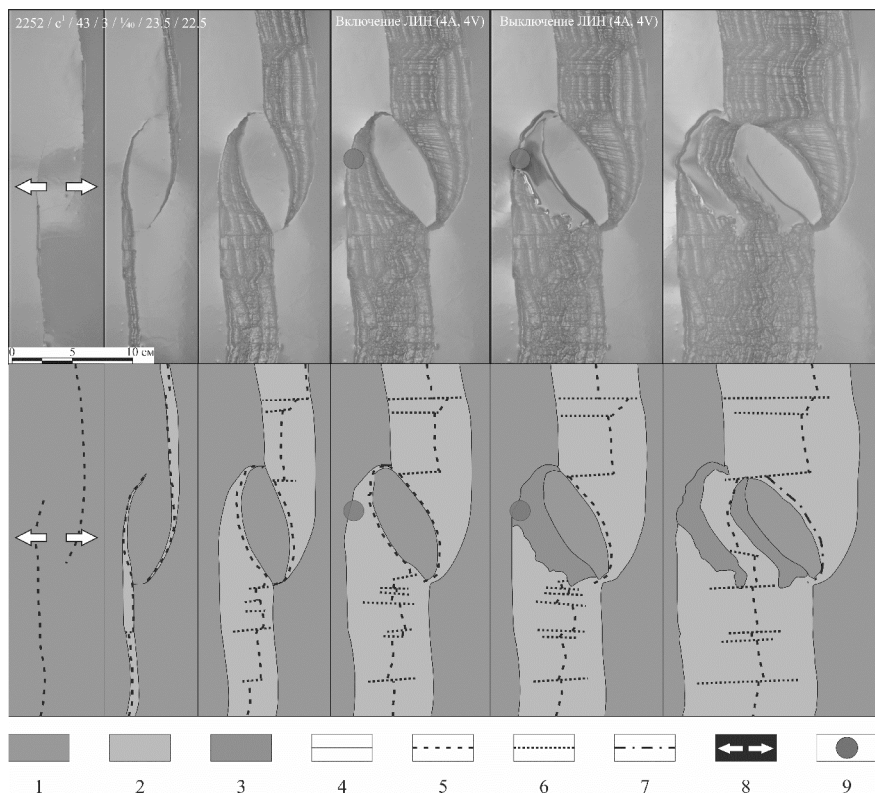 2252 / с¹ / 43 / 3 / ¹⁄₄₀ / 23.5 / 22.5
Включение ЛИН (4А, 4V)
Выключение ЛИН (4А, 4V)
0 5 10 см
1 2 3 4 5 6 7 8 9